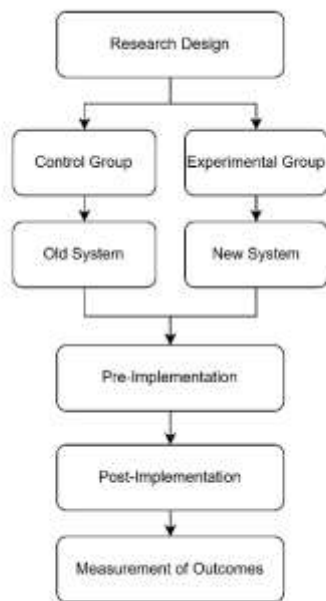 Research Design
Control Group
Experimental Group
Old System
New System
Pre-Implementation
Post-Implementation
Measurement of Outcomes